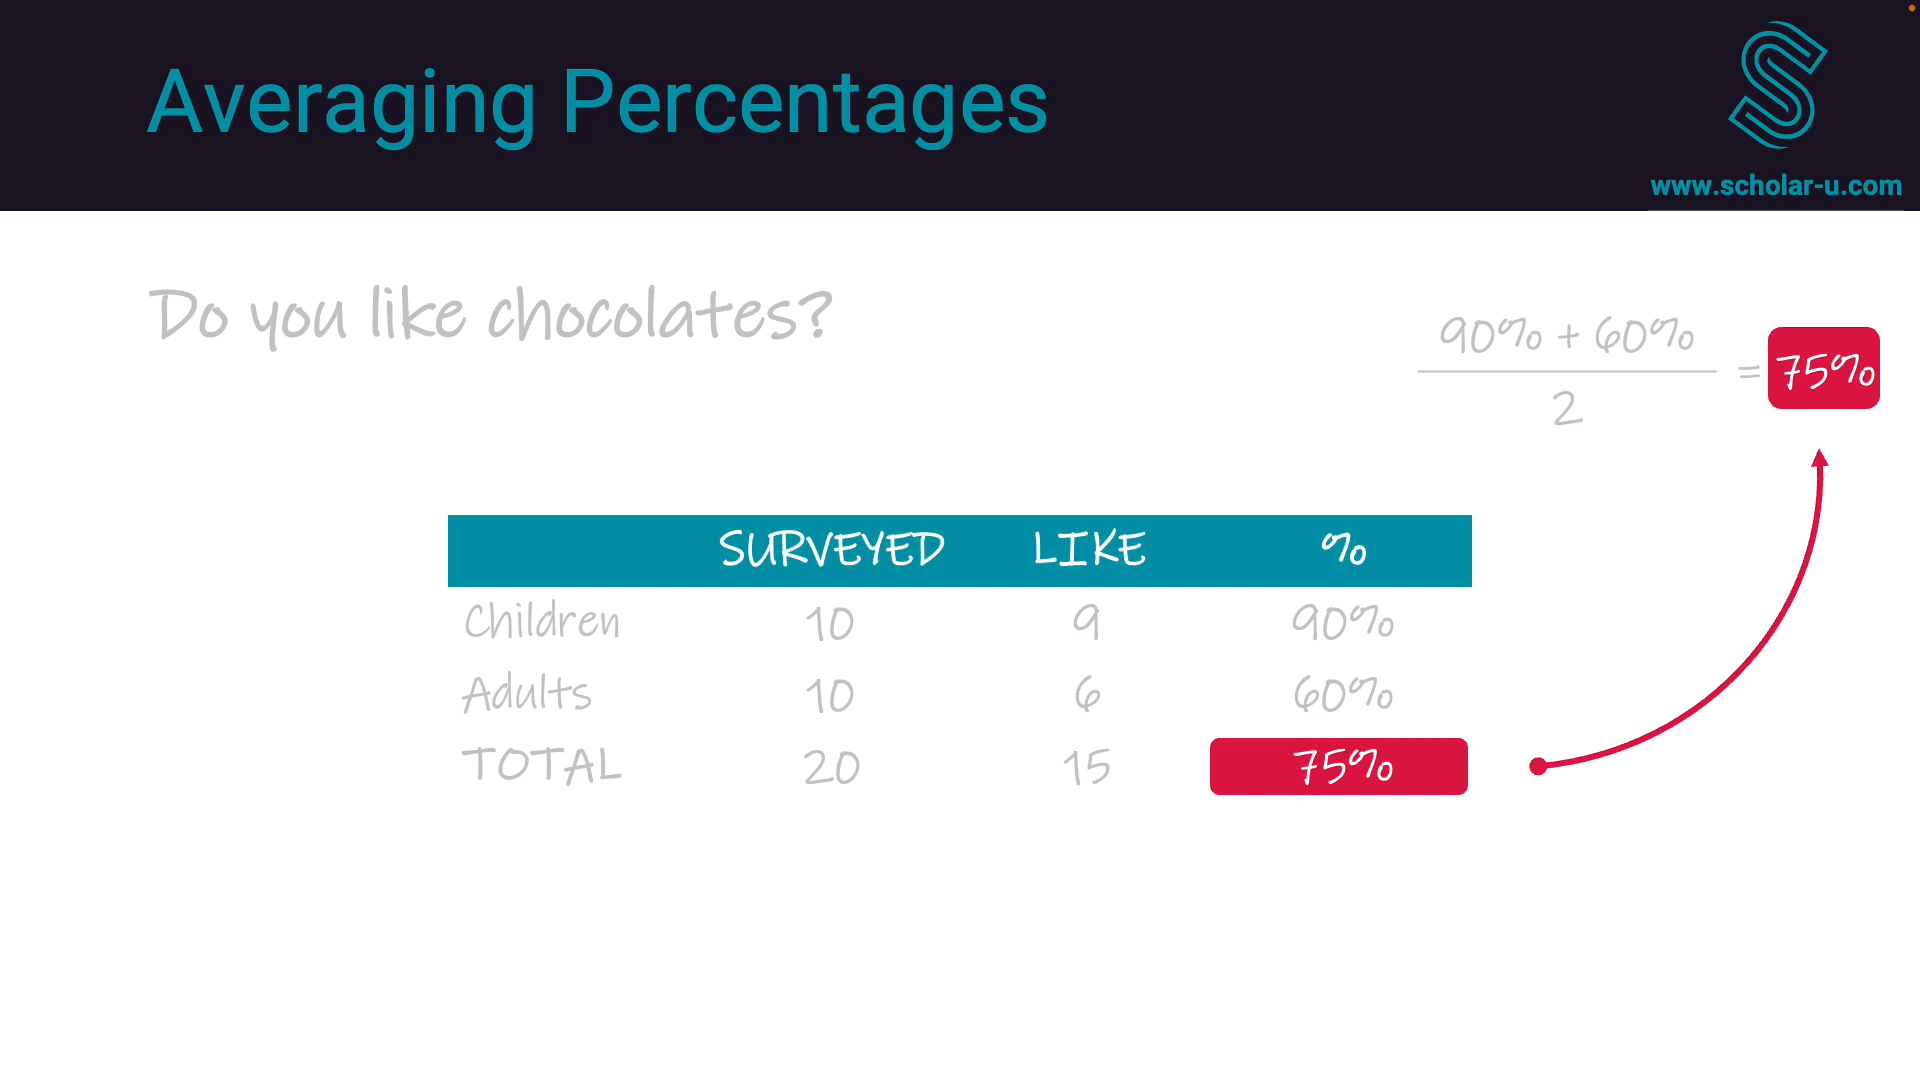 Averaging Percentages
www.scholar-u.com
Do you like chocolates?
90% + 60%
2
= 75%
SURVEYED LIKE %
Children 10 9 90%
Adults 10 6 60%
TOTAL 20 15 75%